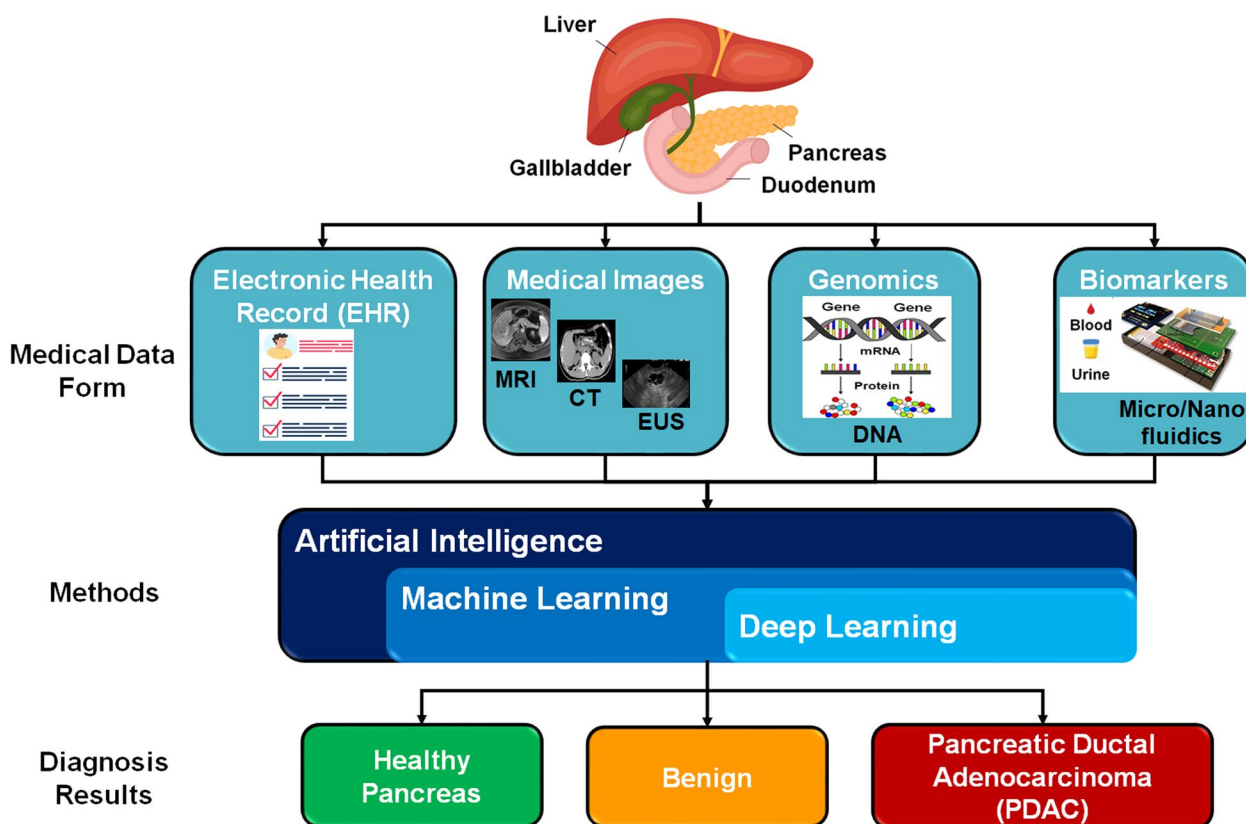 Liver
Gallbladder
Pancreas
Duodenum
Medical Data
Form
Electronic Health
Record (EHR)
Medical Images
MRI
CT
EUS
Genomics
Gene
Gene
mRNA
Protein
DNA
Biomarkers
Blood
Urine
Micro/Nano
fluidics
Methods
Artificial Intelligence
Machine Learning
Deep Learning
Diagnosis
Results
Healthy
Pancreas
Benign
Pancreatic Ductal
Adenocarcinoma
(PDAC)